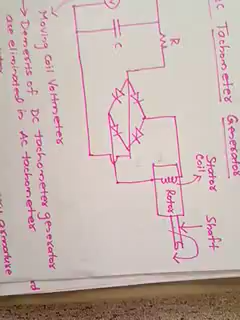 C Tachometer Generator
Stator
Coil
Shaft
R
C
Rotor
✓ Moving Coil Voltmeter
→ Demerits of DC tachometer generator
are eliminated in AC tachometer